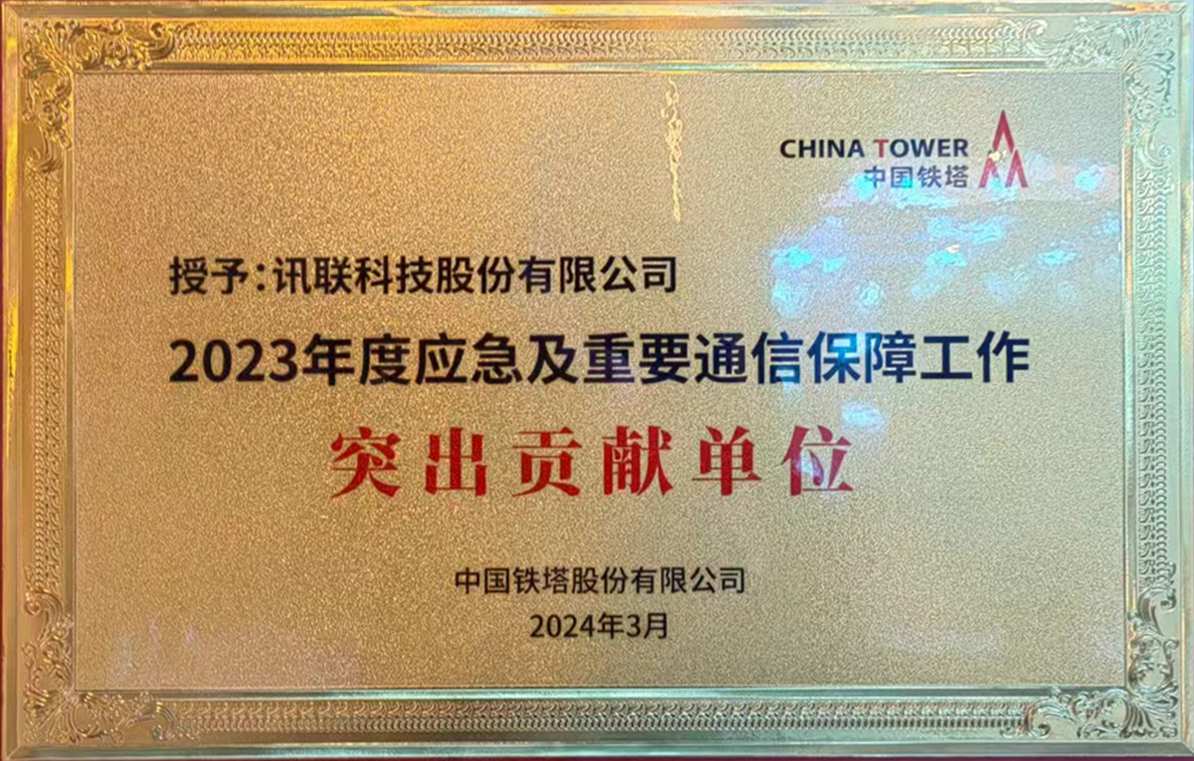 CHINA TOWER
中国铁塔
授予:讯联科技股份有限公司
2023年度应急及重要通信保障工作
突出贡献单位
中国铁塔股份有限公司
2024年3月